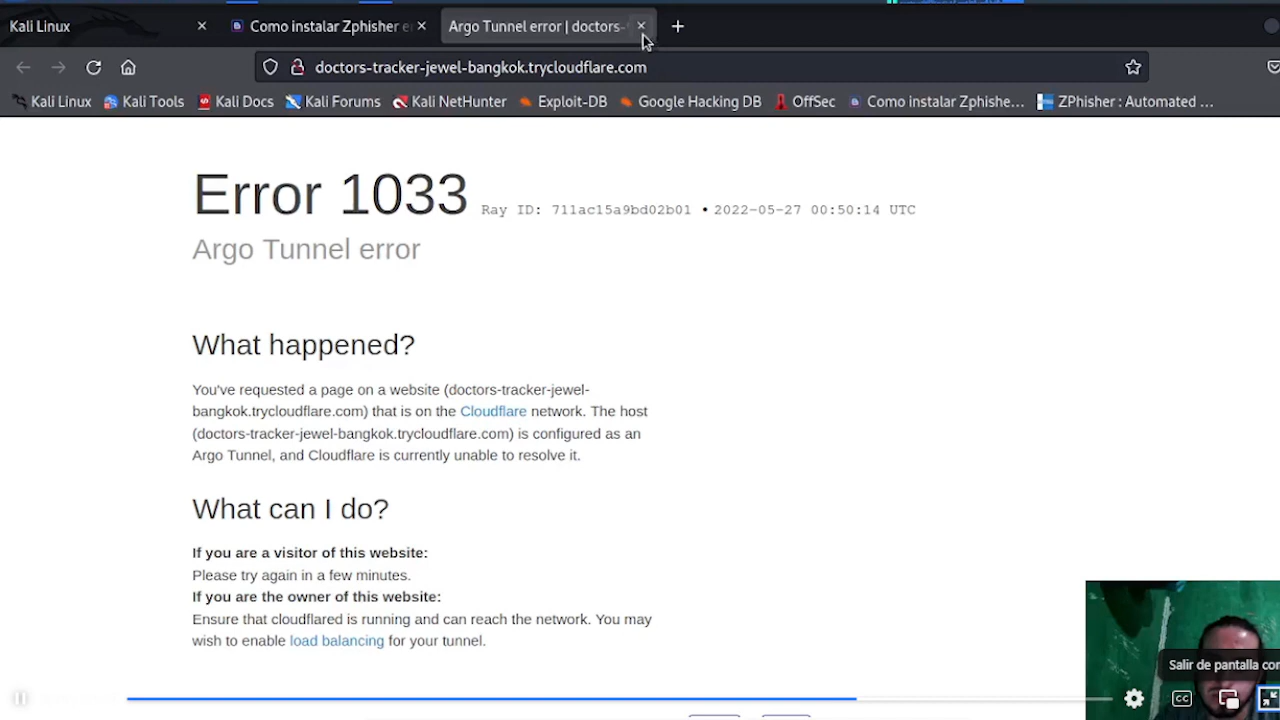 Kali Linux
Como instalar Zphisher e
Argo Tunnel error | doctors-
doctors-tracker-jewel-bangkok.trycloudflare.com
Kali Linux
Kali Tools
Kali Docs
Kali Forums
Kali NetHunter
Exploit-DB
Google Hacking DB
OffSec
Como instalar Zphishe…
ZPhisher : Automated …
Error 1033 Ray ID: 711ac15a9bd02b01 • 2022-05-27 00:50:14 UTC
Argo Tunnel error
What happened?
You've requested a page on a website (doctors-tracker-jewel-
bangkok.trycloudflare.com) that is on the Cloudflare network. The host
(doctors-tracker-jewel-bangkok.trycloudflare.com) is configured as an
Argo Tunnel, and Cloudflare is currently unable to resolve it.
What can I do?
If you are a visitor of this website:
Please try again in a few minutes.
If you are the owner of this website:
Ensure that cloudflared is running and can reach the network. You may
wish to enable load balancing for your tunnel.
Salir de pantalla com
CC